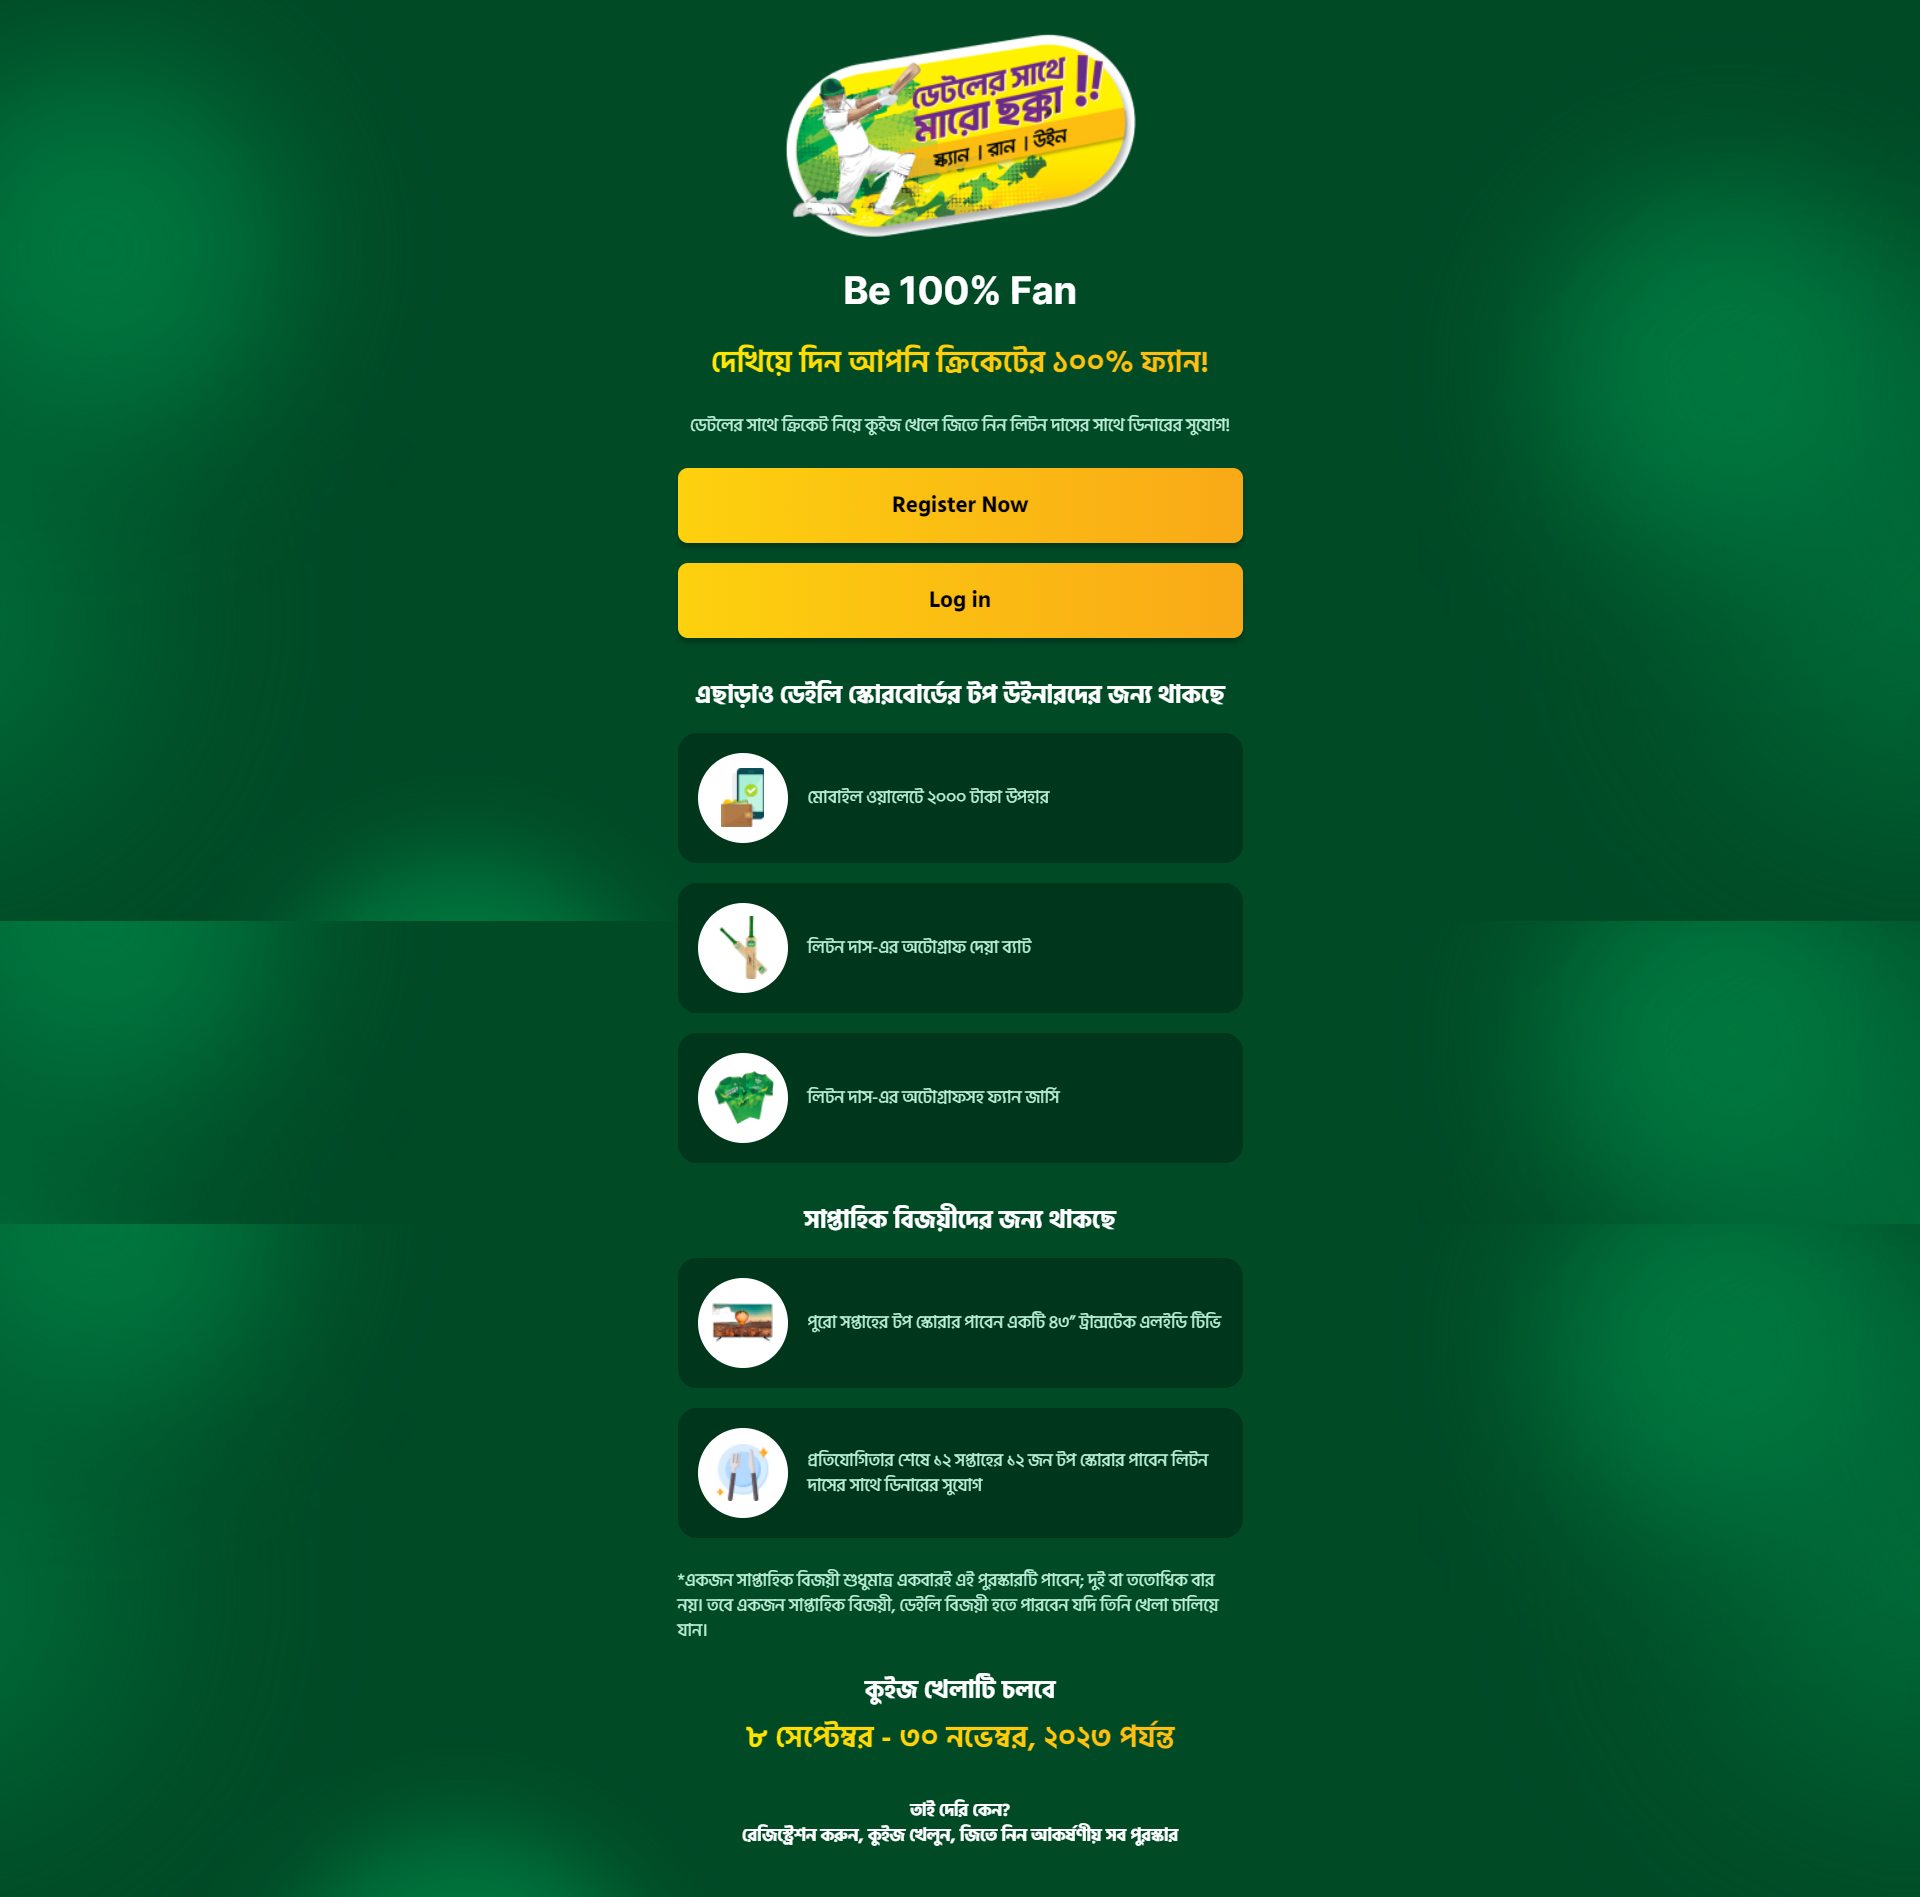 ডেটলের সাথে
মারো ছক্কা !!
স্ক্যান | রান | উইন
Be 100% Fan
দেখিয়ে দিন আপনি ক্রিকেটের ১০০% ফ্যান!
ডেটলের সাথে ক্রিকেট নিয়ে কুইজ খেলে জিতে নিন লিটন দাসের সাথে ডিনারের সুযোগ!
Register Now
Log in
এছাড়াও ডেইলি স্কোরবোর্ডের টপ উইনারদের জন্য থাকছে
মোবাইল ওয়ালেটে ২০০০ টাকা উপহার
লিটন দাস-এর অটোগ্রাফ দেয়া ব্যাট
লিটন দাস-এর অটোগ্রাফসহ ফ্যান জার্সি
সাপ্তাহিক বিজয়ীদের জন্য থাকছে
পুরো সপ্তাহের টপ স্কোরার পাবেন একটি ৪৩” ট্রান্সটেক এলইডি টিভি
প্রতিযোগিতার শেষে ১২ সপ্তাহের ১২ জন টপ স্কোরার পাবেন লিটন
দাসের সাথে ডিনারের সুযোগ
*একজন সাপ্তাহিক বিজয়ী শুধুমাত্র একবারই এই পুরস্কারটি পাবেন; দুই বা ততোধিক বার
নয়। তবে একজন সাপ্তাহিক বিজয়ী, ডেইলি বিজয়ী হতে পারবেন যদি তিনি খেলা চালিয়ে
যান।
কুইজ খেলাটি চলবে
৮ সেপ্টেম্বর - ৩০ নভেম্বর, ২০২৩ পর্যন্ত
তাই দেরি কেন?
রেজিস্ট্রেশন করুন, কুইজ খেলুন, জিতে নিন আকর্ষণীয় সব পুরস্কার